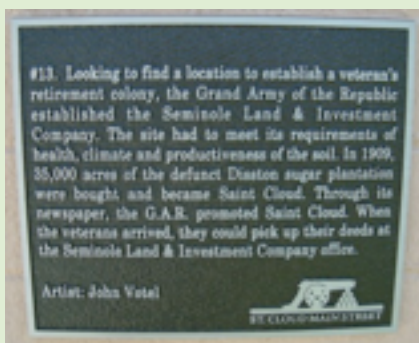 #13. Looking to find a location to establish a veteran's
retirement colony, the Grand Army of the Republic
established the Seminole Land & Investment
Company. The site had to meet its requirements of
health, climate and productiveness of the soil. In 1909,
35,000 acres of the defunct Disston sugar plantation
were bought and became Saint Cloud. Through its
newspaper, the G.A.R. promoted Saint Cloud. When
the veterans arrived, they could pick up their deeds at
the Seminole Land & Investment Company office.
Artist: John Votel
ST. CLOUD MAIN STREET